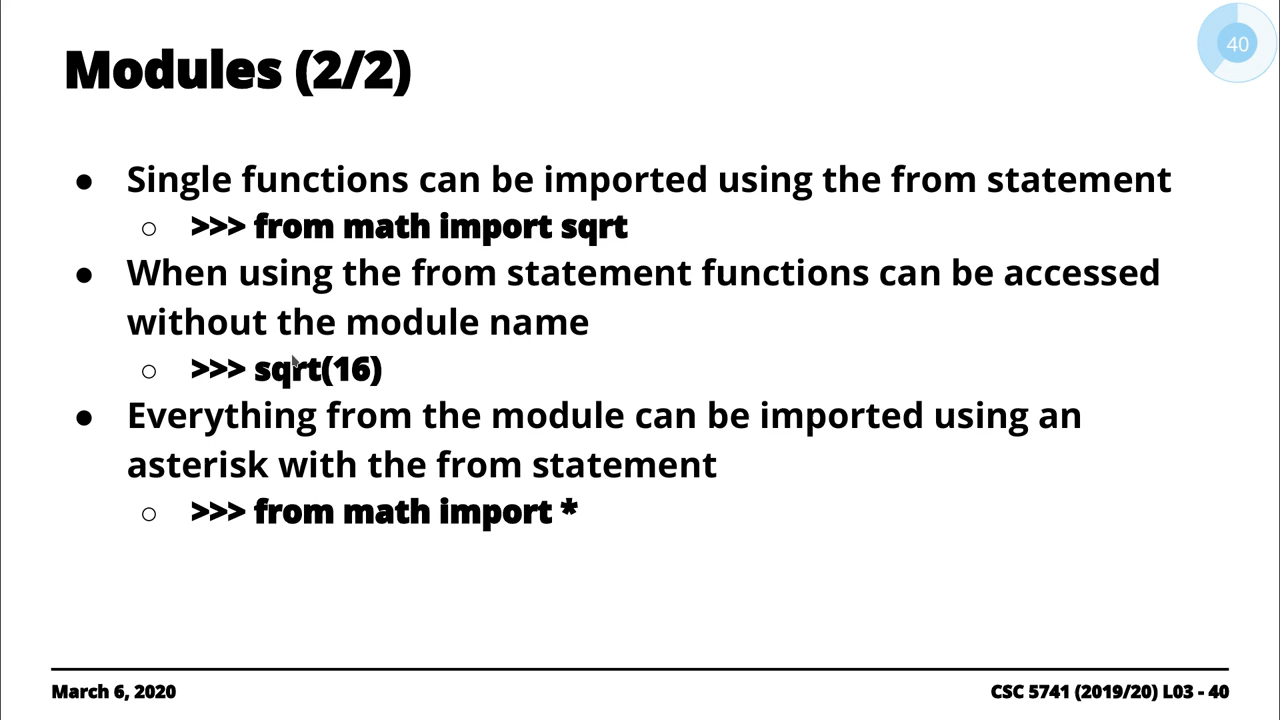 40
Modules (2/2)
● Single functions can be imported using the from statement
○ >>> from math import sqrt
● When using the from statement functions can be accessed
without the module name
○ >>> sqrt(16)
● Everything from the module can be imported using an
asterisk with the from statement
○ >>> from math import *
March 6, 2020
CSC 5741 (2019/20) L03 - 40